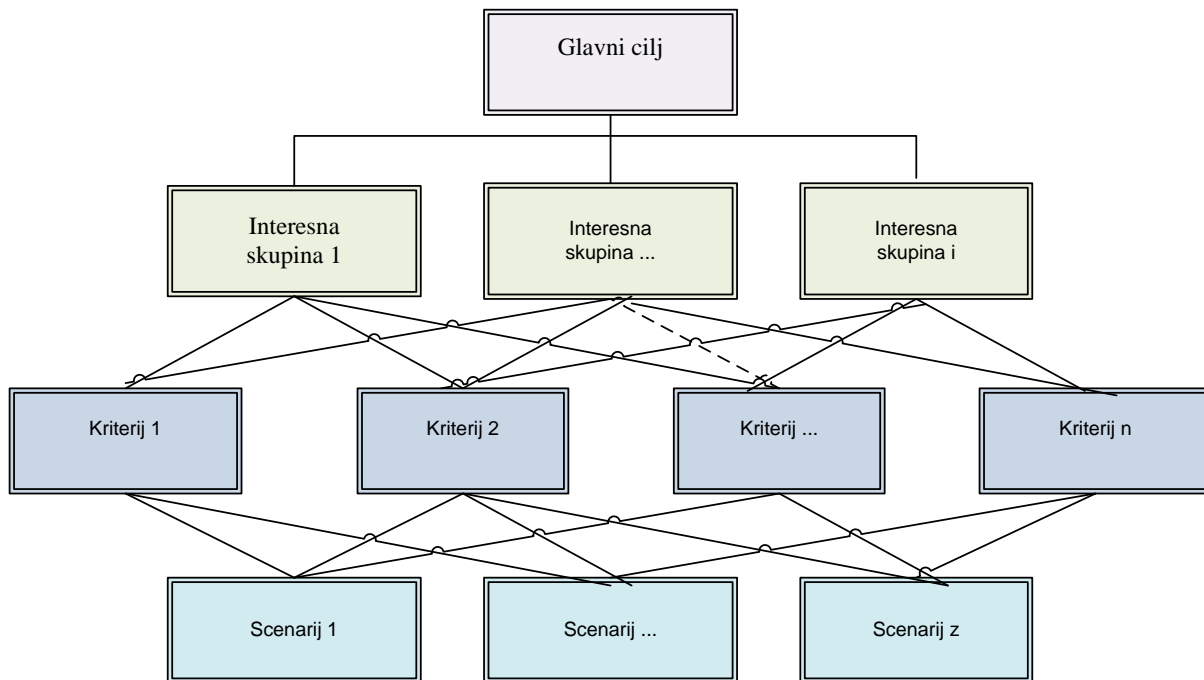 Glavni cilj
Interesna
skupina 1
Interesna
skupina ...
Interesna
skupina i
Kriterij 1
Kriterij 2
Kriterij ...
Kriterij n
Scenarij 1
Scenarij ...
Scenarij z